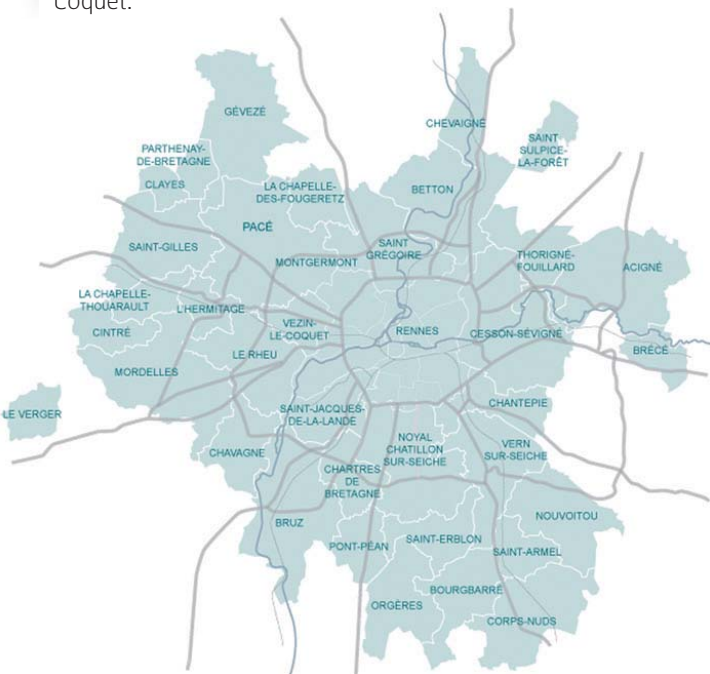 Coquet.
GÉVEZÉ
CHEVAIGNÉ
SAINT
SULPICE-
LA-FORÊT
PARTHENAY-
DE-BRETAGNE
CLAYES
LA CHAPELLE-
DES-FOUGERETZ
BETTON
PACÉ
SAINT-GILLES
SAINT
GRÉGOIRE
MONTGERMONT
THORIGNÉ-
FOUILLARD
ACIGNÉ
LA CHAPELLE-
THOUARAULT
L'HERMITAGE
CINTRÉ
VEZIN-
LE-COQUET
RENNES
CESSON-SÉVIGNÉ
BRÉCÉ
LE RHEU
MORDELLES
LE VERGER
SAINT-JACQUES-
DE-LA-LANDE
CHANTEPIE
NOYAL
CHATILLON
SUR-SEICHE
VERN
SUR-SEICHE
CHAVAGNE
CHARTRES
DE
BRETAGNE
BRUZ
NOUVOITOU
PONT-PÉAN
SAINT-ERBLON
SAINT-ARMEL
BOURGBARRÉ
ORGÈRES
CORPS-NUDS